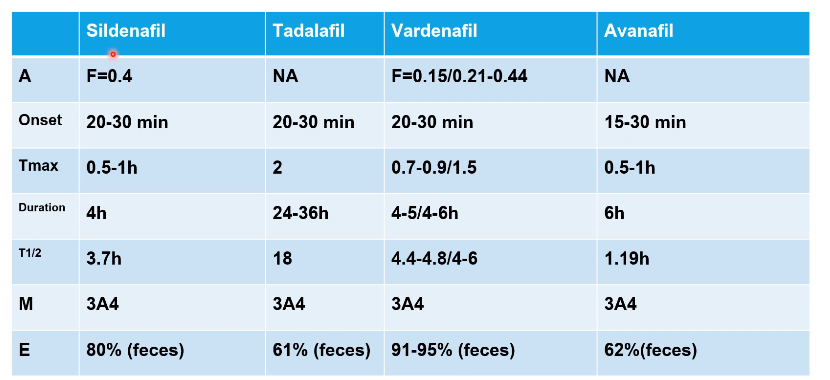 Sildenafil Tadalafil Vardenafil Avanafil
A F=0.4 NA F=0.15/0.21-0.44 NA
Onset 20-30 min 20-30 min 20-30 min 15-30 min
Tmax 0.5-1h 2 0.7-0.9/1.5 0.5-1h
Duration 4h 24-36h 4-5/4-6h 6h
T1/2 3.7h 18 4.4-4.8/4-6 1.19h
M 3A4 3A4 3A4 3A4
E 80% (feces) 61% (feces) 91-95% (feces) 62%(feces)